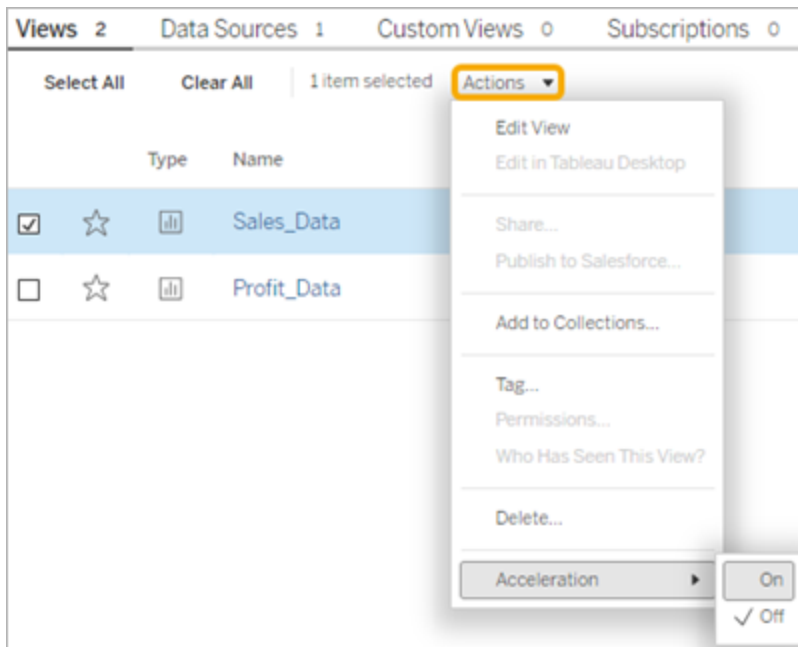 Views 2 Data Sources 1 Custom Views 0 Subscriptions 0
Select All Clear All 1 item selected Actions
Type Name
Sales_Data
Profit_Data
Edit View
Edit in Tableau Desktop
Share...
Publish to Salesforce...
Add to Collections...
Tag...
Permissions...
Who Has Seen This View?
Delete...
Acceleration
On
Off